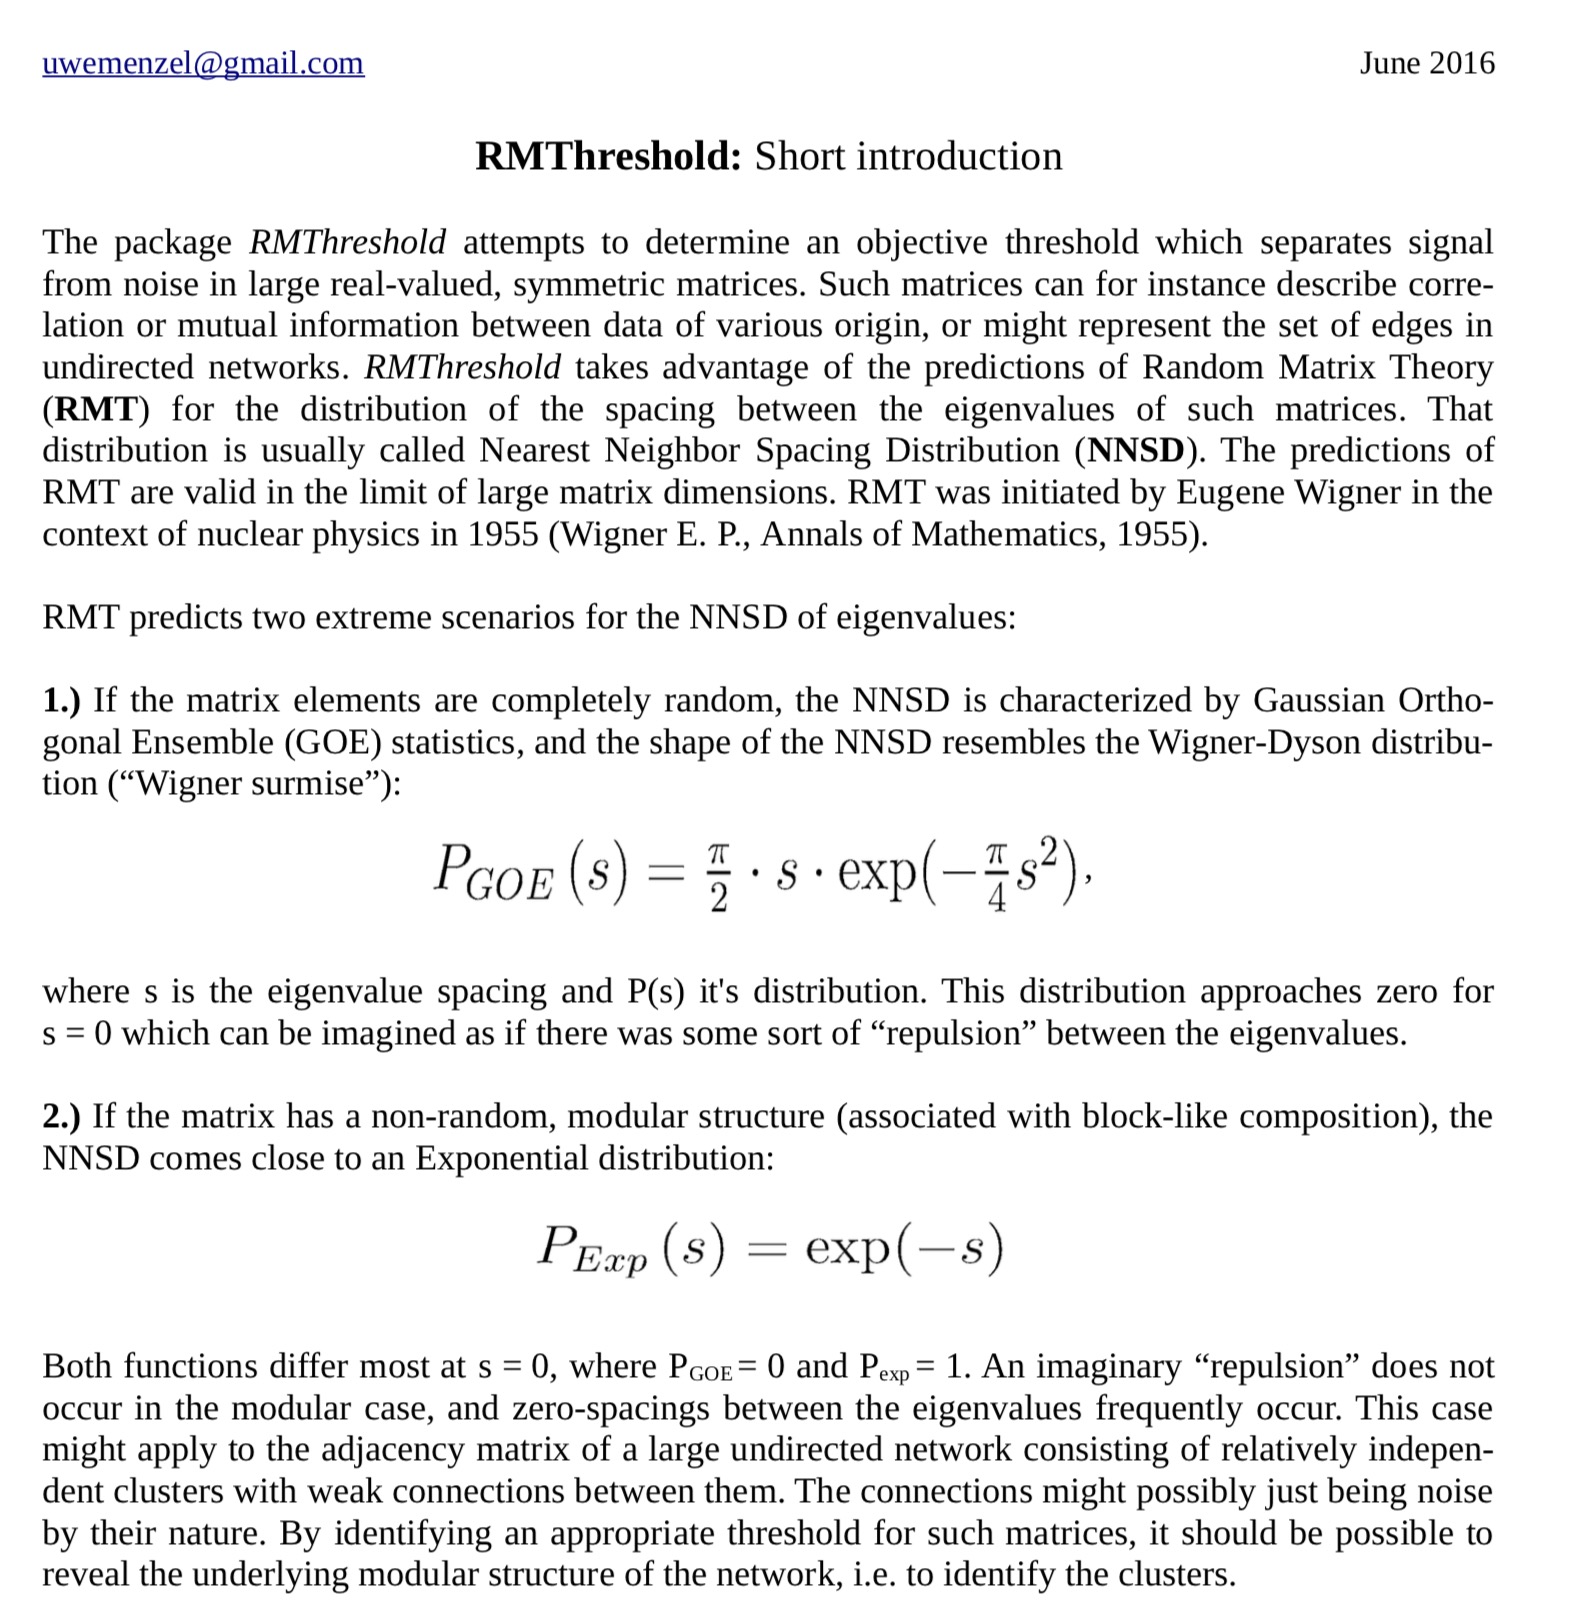 uwemenzel@gmail.com June 2016
RMThreshold: Short introduction
The package RMThreshold attempts to determine an objective threshold which separates signal
from noise in large real-valued, symmetric matrices. Such matrices can for instance describe corre-
lation or mutual information between data of various origin, or might represent the set of edges in
undirected networks. RMThreshold takes advantage of the predictions of Random Matrix Theory
(RMT) for the distribution of the spacing between the eigenvalues of such matrices. That
distribution is usually called Nearest Neighbor Spacing Distribution (NNSD). The predictions of
RMT are valid in the limit of large matrix dimensions. RMT was initiated by Eugene Wigner in the
context of nuclear physics in 1955 (Wigner E. P., Annals of Mathematics, 1955).
RMT predicts two extreme scenarios for the NNSD of eigenvalues:
1.) If the matrix elements are completely random, the NNSD is characterized by Gaussian Ortho-
gonal Ensemble (GOE) statistics, and the shape of the NNSD resembles the Wigner-Dyson distribu-
tion (“Wigner surmise”):
P_{GOE}(s) = \frac{π}{2} · s · exp(−\frac{π}{4}s²),
where s is the eigenvalue spacing and P(s) it's distribution. This distribution approaches zero for
s = 0 which can be imagined as if there was some sort of “repulsion” between the eigenvalues.
2.) If the matrix has a non-random, modular structure (associated with block-like composition), the
NNSD comes close to an Exponential distribution:
P_{Exp}(s) = exp(−s)
Both functions differ most at s = 0, where P_{GOE} = 0 and P_{exp} = 1. An imaginary “repulsion” does not
occur in the modular case, and zero-spacings between the eigenvalues frequently occur. This case
might apply to the adjacency matrix of a large undirected network consisting of relatively indepen-
dent clusters with weak connections between them. The connections might possibly just being noise
by their nature. By identifying an appropriate threshold for such matrices, it should be possible to
reveal the underlying modular structure of the network, i.e. to identify the clusters.